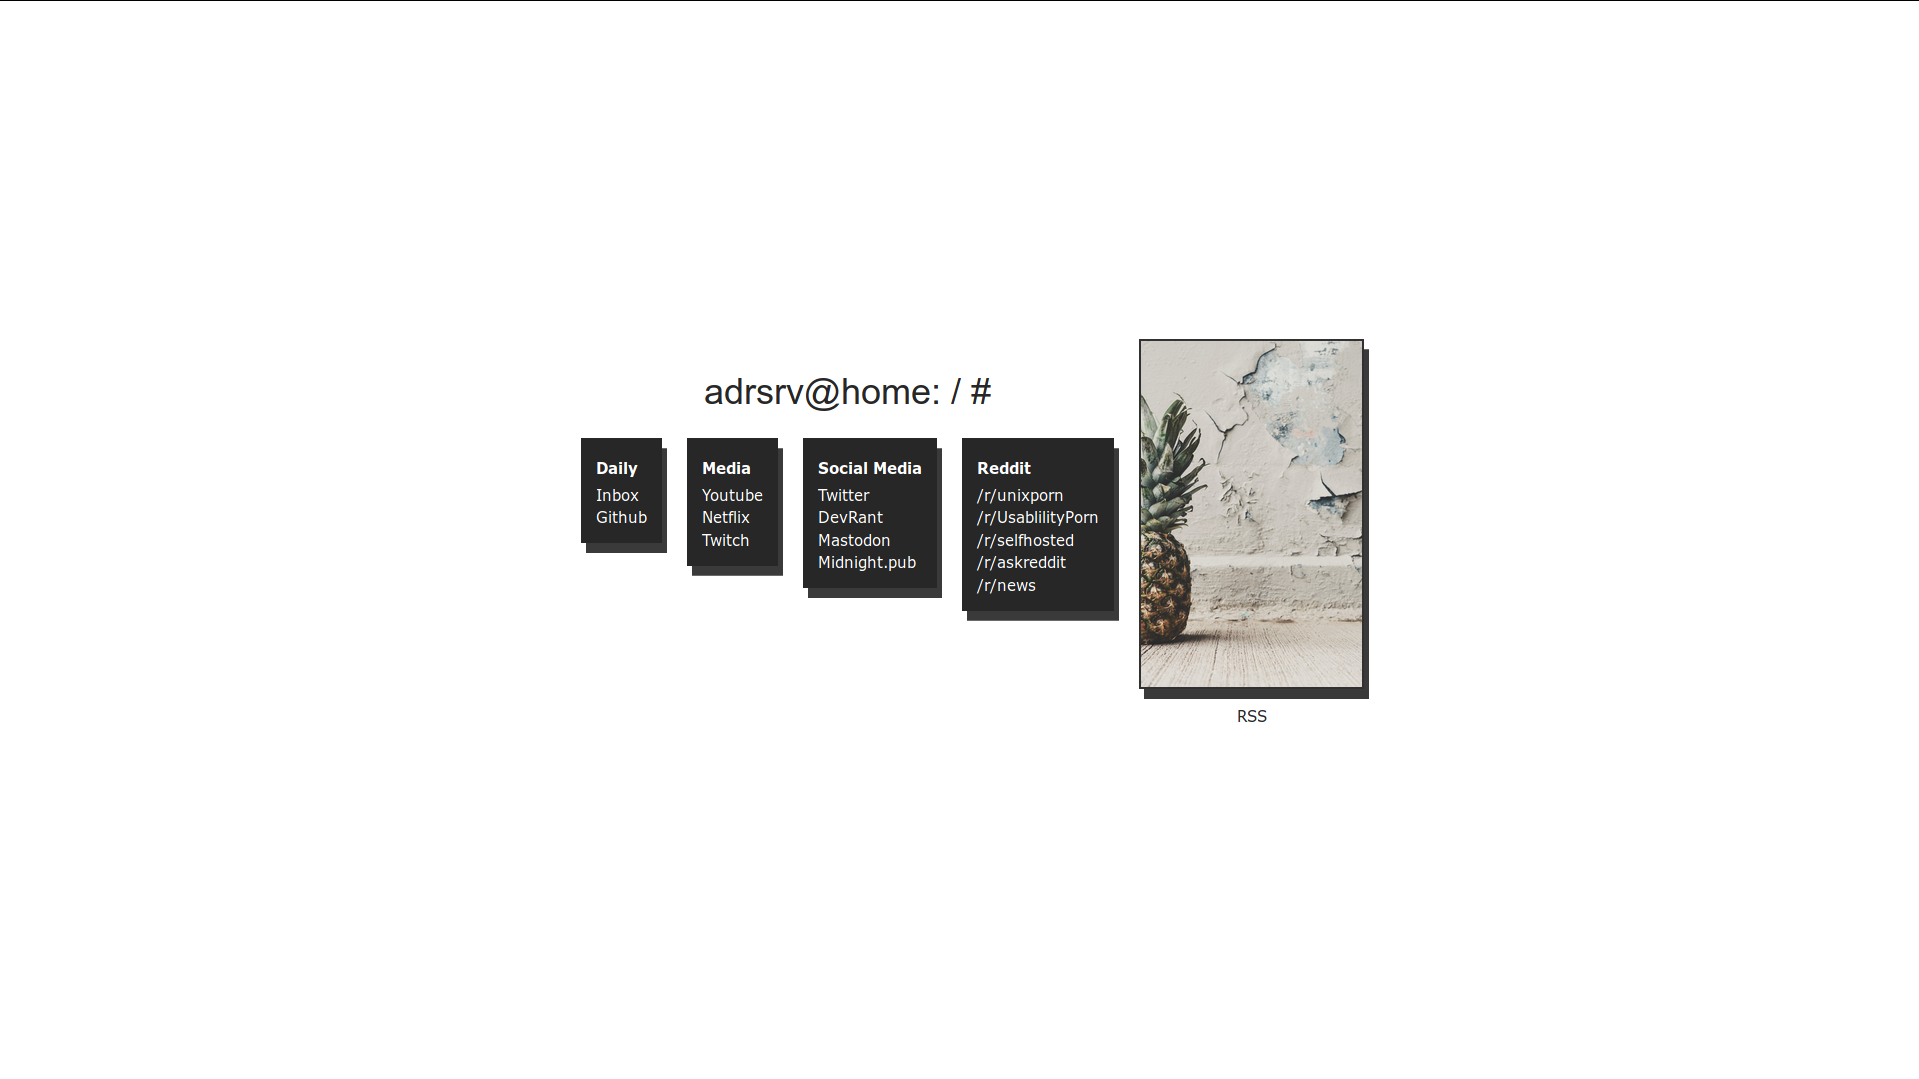 adrsrv@home: / #
Daily
Inbox
Github
Media
Youtube
Netflix
Twitch
Social Media
Twitter
DevRant
Mastodon
Midnight.pub
Reddit
/r/unixporn
/r/UsablilityPorn
/r/selfhosted
/r/askreddit
/r/news
RSS